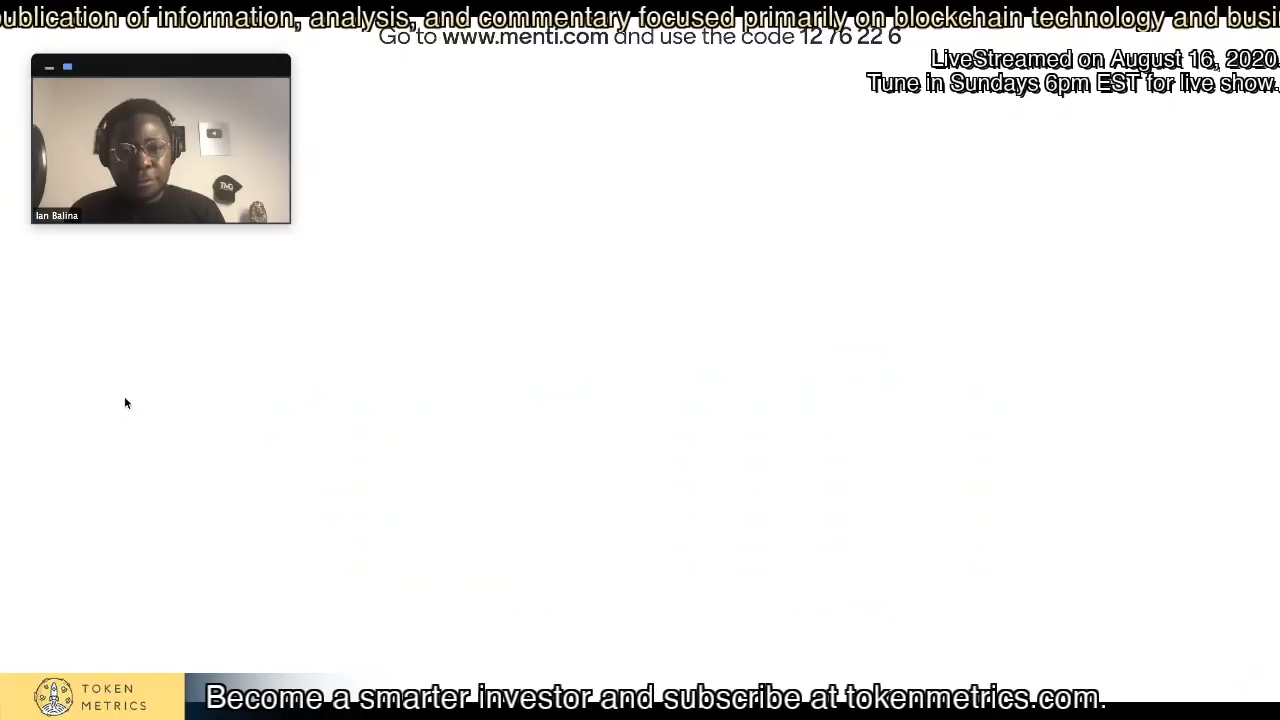 publication of information, analysis, and commentary focused primarily on blockchain technology and busi
Go to www.menti.com and use the code 12 76 22 6
LiveStreamed on August 16, 2020.
Tune in Sundays 6pm EST for live show.
Ian Balina
TOKEN
METRICS
Become a smarter investor and subscribe at tokenmetrics.com.